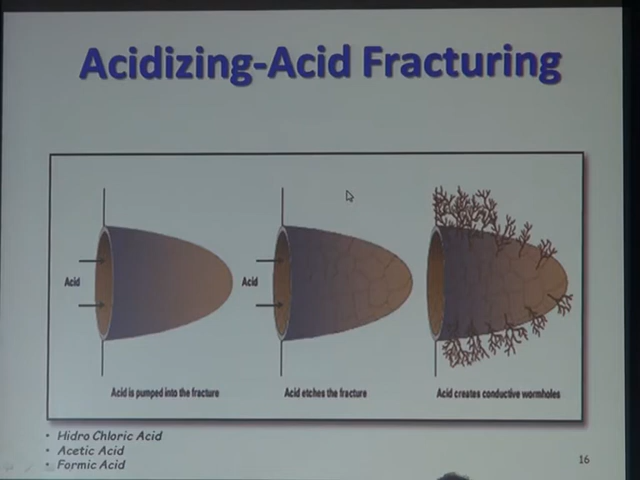 Acidizing-Acid Fracturing
Acid
Acid
Acid is pumped into the fracture
Acid etches the fracture
Acid creates conductive wormholes
• Hidro Chloric Acid
• Acetic Acid
• Formic Acid
16